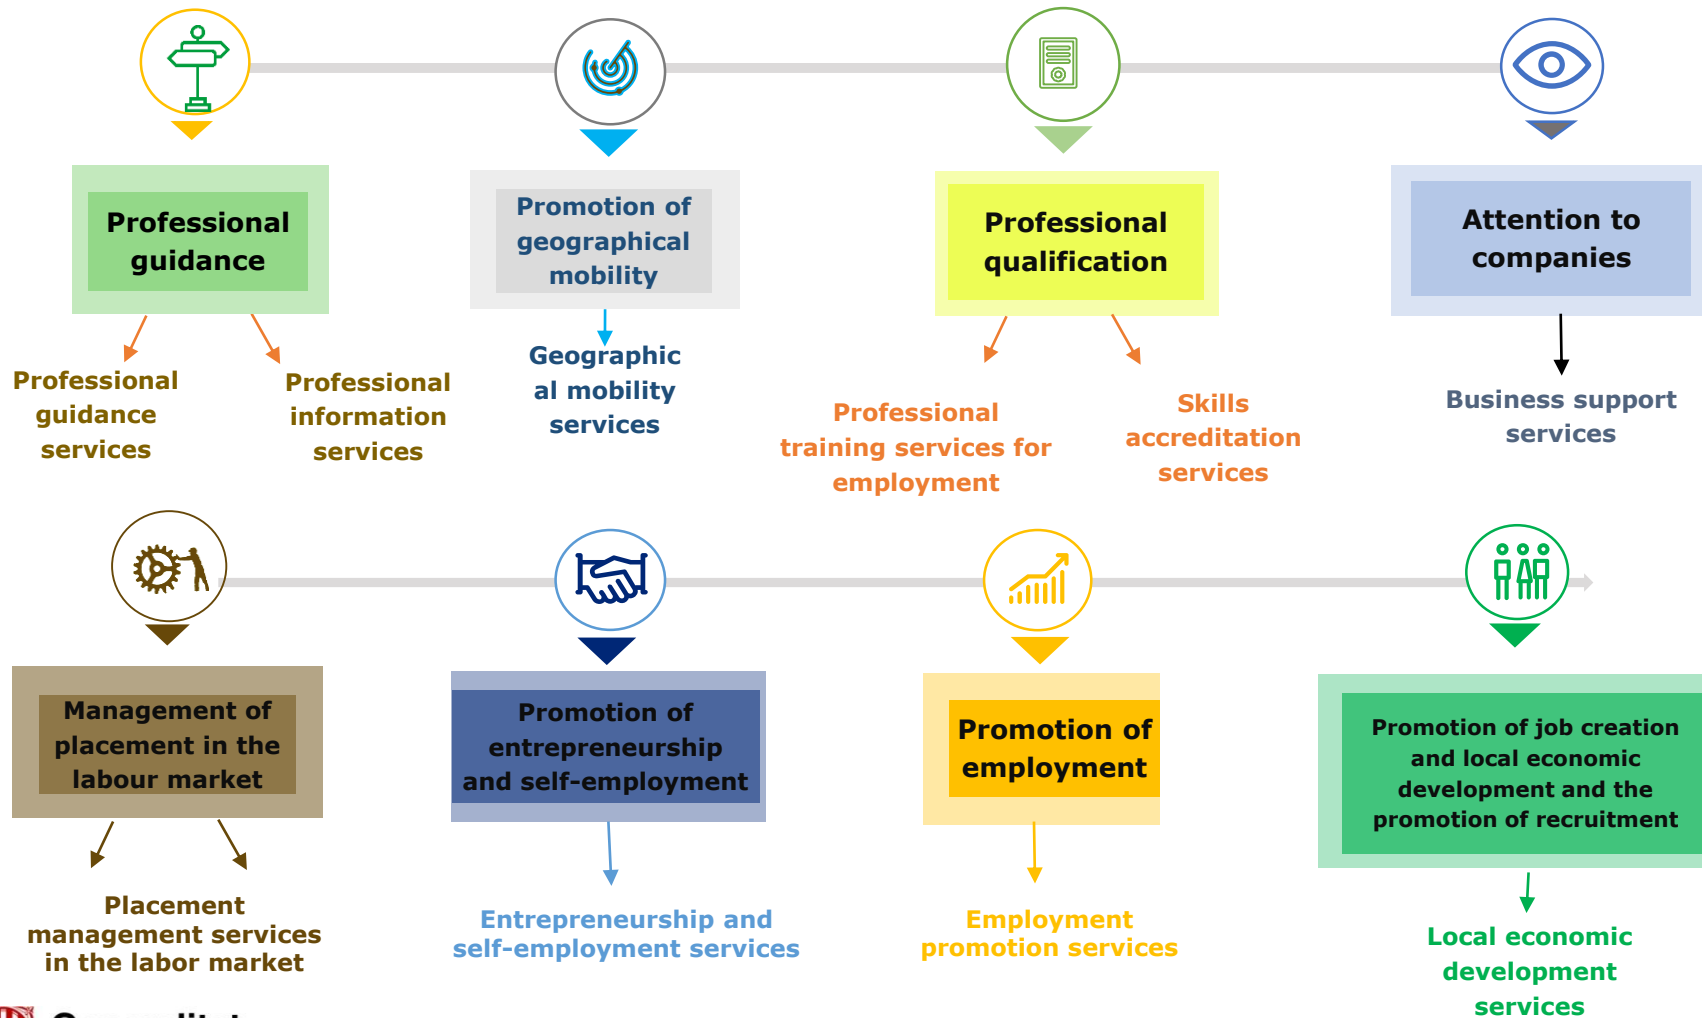 Professional
guidance
Promotion of
geographical
mobility
Professional
qualification
Attention to
companies
Professional
guidance
services
Professional
information
services
Geographic
al mobility
services
Professional
training services for
employment
Skills
accreditation
services
Business support
services
Management of
placement in the
labour market
Promotion of
entrepreneurship
and self-employment
Promotion of
employment
Promotion of job creation
and local economic
development and the
promotion of recruitment
Placement
management services
in the labor market
Entrepreneurship and
self-employment services
Employment
promotion services
Local economic
development
services